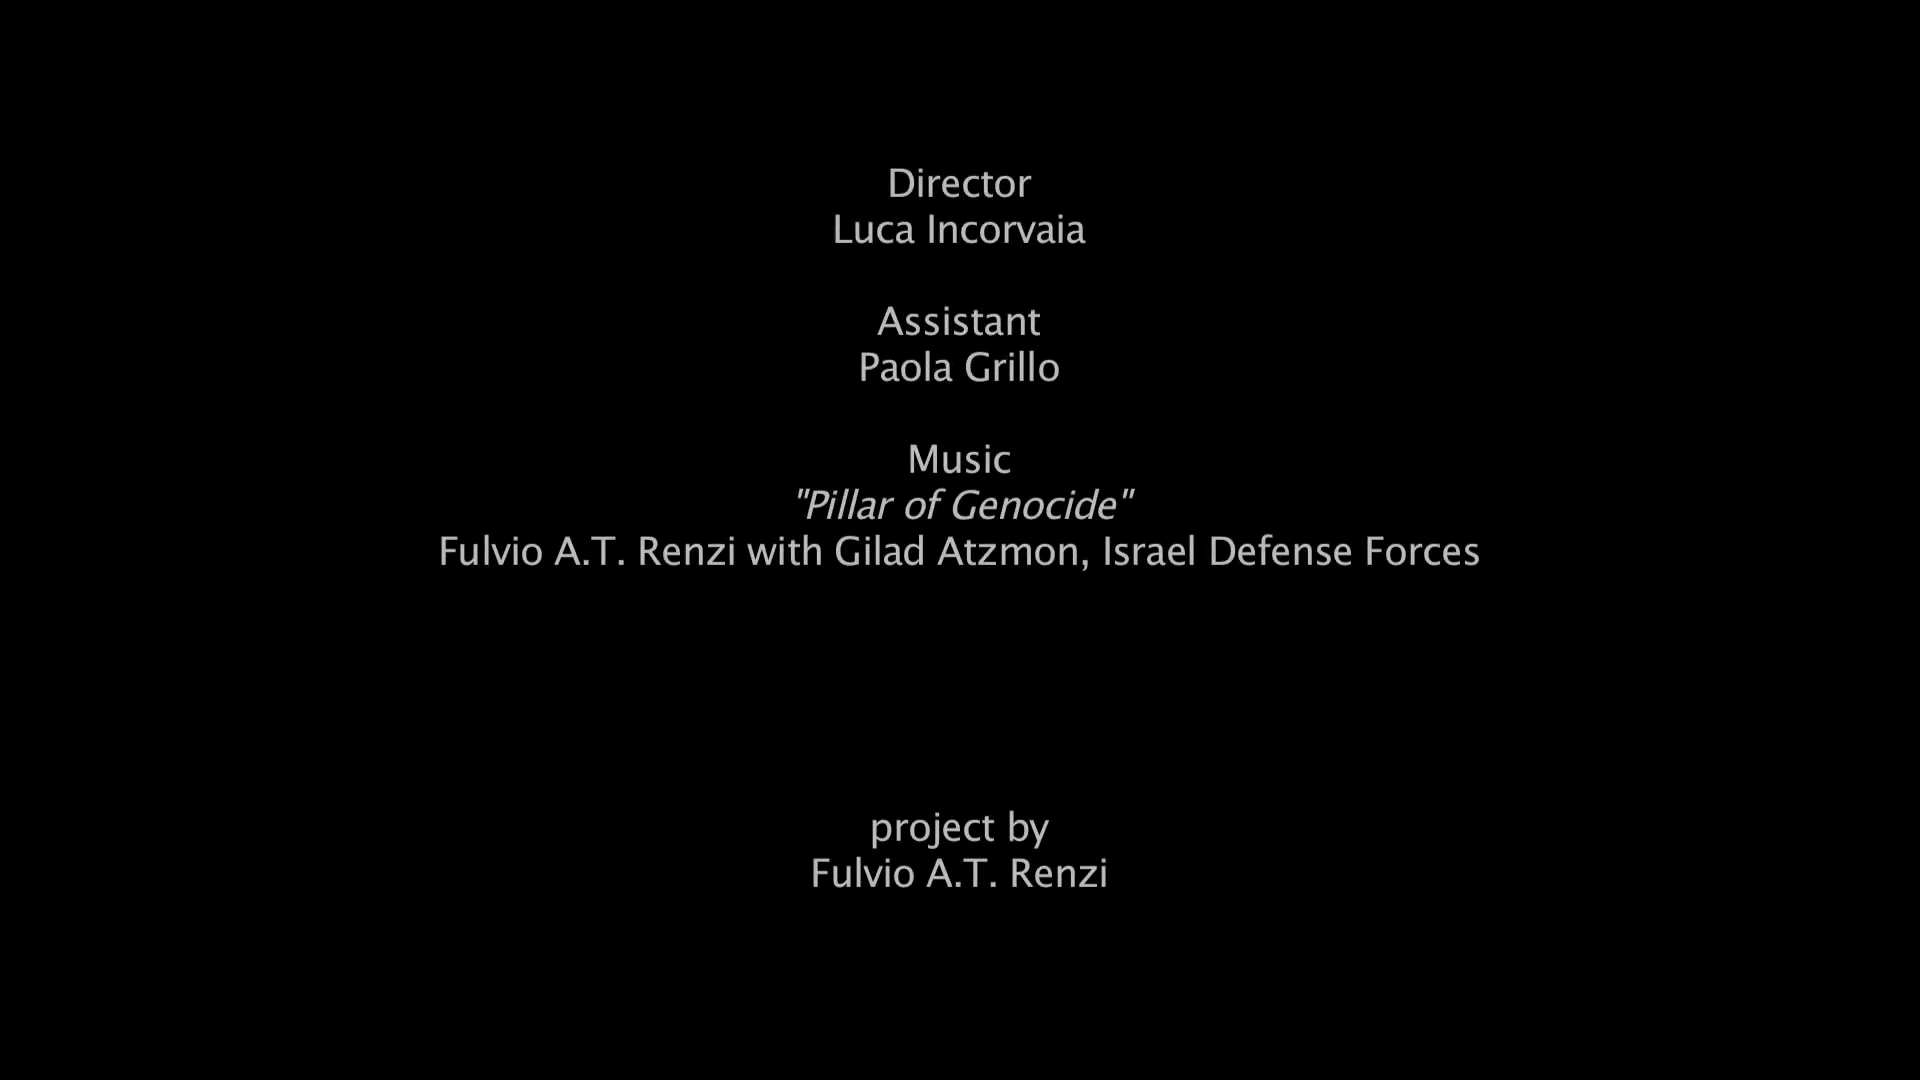 Director
Luca Incorvaia
Assistant
Paola Grillo
Music
"Pillar of Genocide"
Fulvio A.T. Renzi with Gilad Atzmon, Israel Defense Forces
project by
Fulvio A.T. Renzi